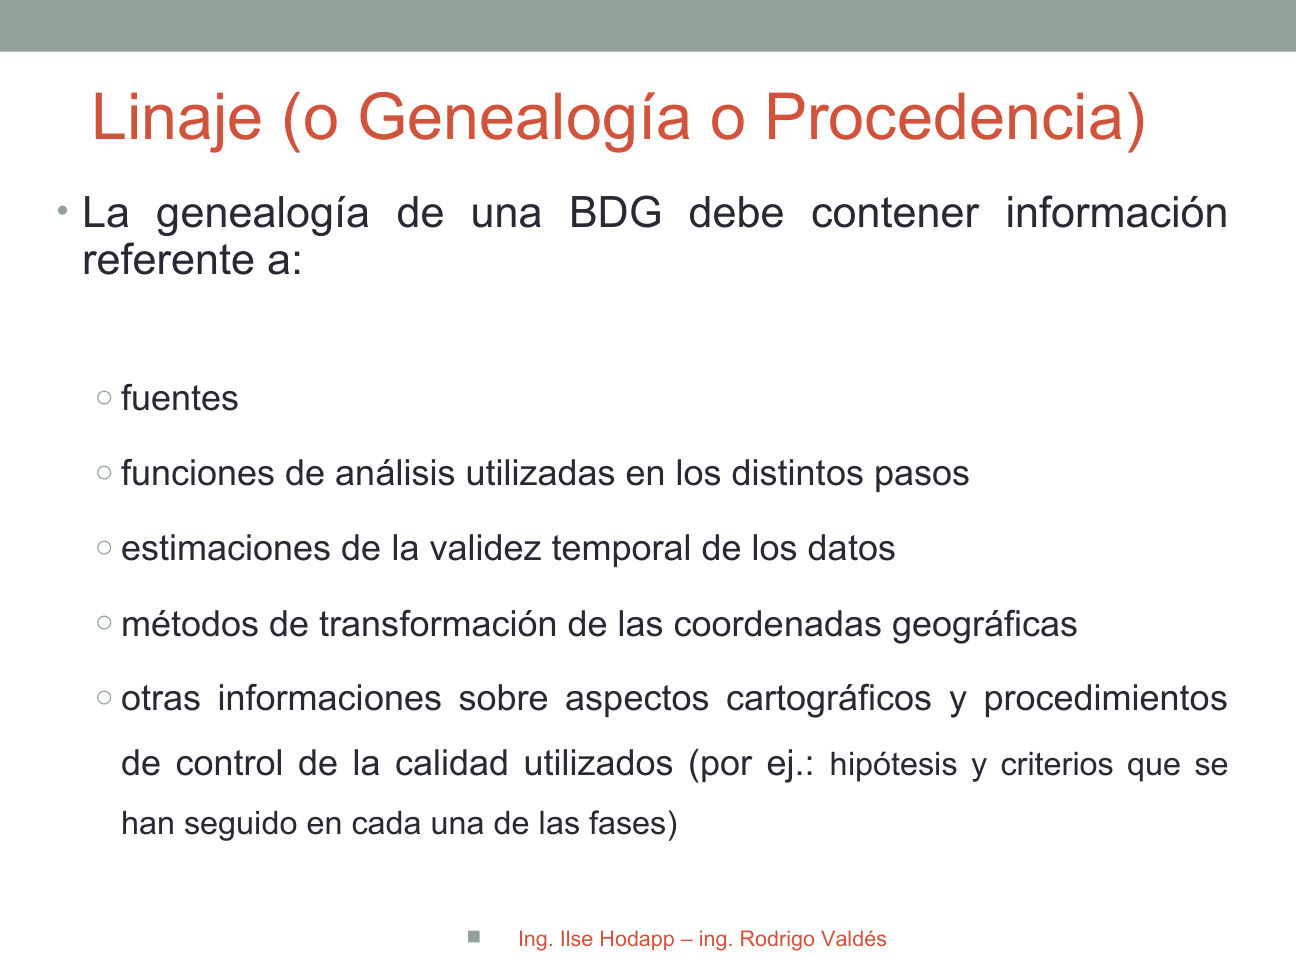 Linaje (o Genealogía o Procedencia)
• La genealogía de una BDG debe contener información
referente a:
○ fuentes
○ funciones de análisis utilizadas en los distintos pasos
○ estimaciones de la validez temporal de los datos
○ métodos de transformación de las coordenadas geográficas
○ otras informaciones sobre aspectos cartográficos y procedimientos
de control de la calidad utilizados (por ej.: hipótesis y criterios que se
han seguido en cada una de las fases)
■ Ing. Ilse Hodapp – ing. Rodrigo Valdés